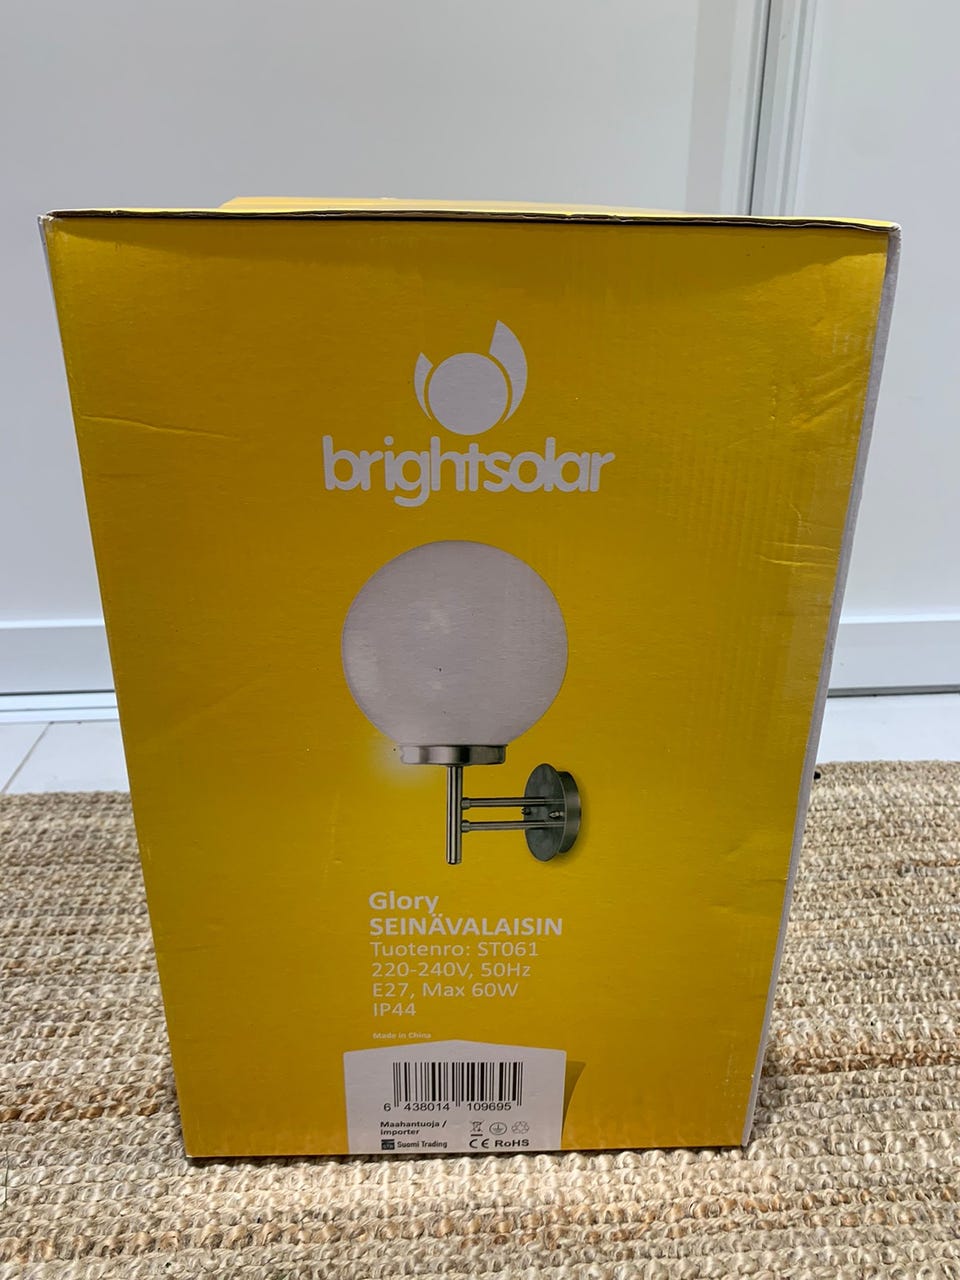 brightsolar
Glory
SEINÄVALAISIN
Tuotenro: ST061
220-240V, 50Hz
E27, Max 60W
IP44
Made in China
6 438014 109695
Maahantuoja /
importer
Suomi Trading
CE RoHS